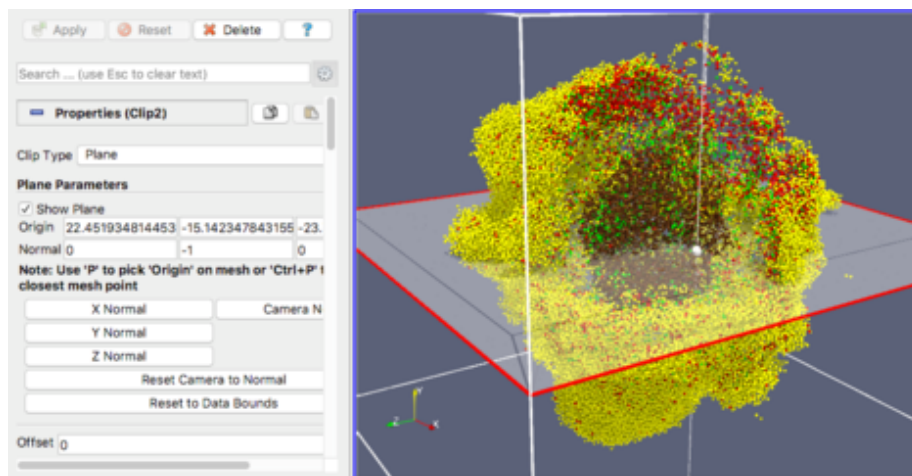 Apply Reset Delete ?
Search ... (use Esc to clear text)
Properties (Clip2)
Clip Type Plane
Plane Parameters
Show Plane
Origin 22.451934814453 -15.142347843155 -23.
Normal 0 -1 0
Note: Use 'P' to pick 'Origin' on mesh or 'Ctrl+P' t
closest mesh point
X Normal Camera N
Y Normal
Z Normal
Reset Camera to Normal
Reset to Data Bounds
Offset 0
Y
Z X